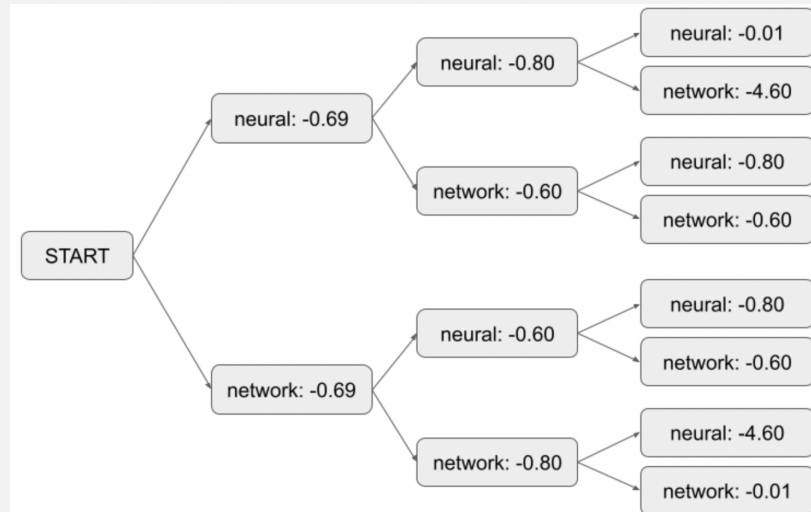 neural: -0.01
neural: -0.80
network: -4.60
neural: -0.69
neural: -0.80
network: -0.60
network: -0.60
START
neural: -0.80
neural: -0.60
network: -0.60
network: -0.69
neural: -4.60
network: -0.80
network: -0.01